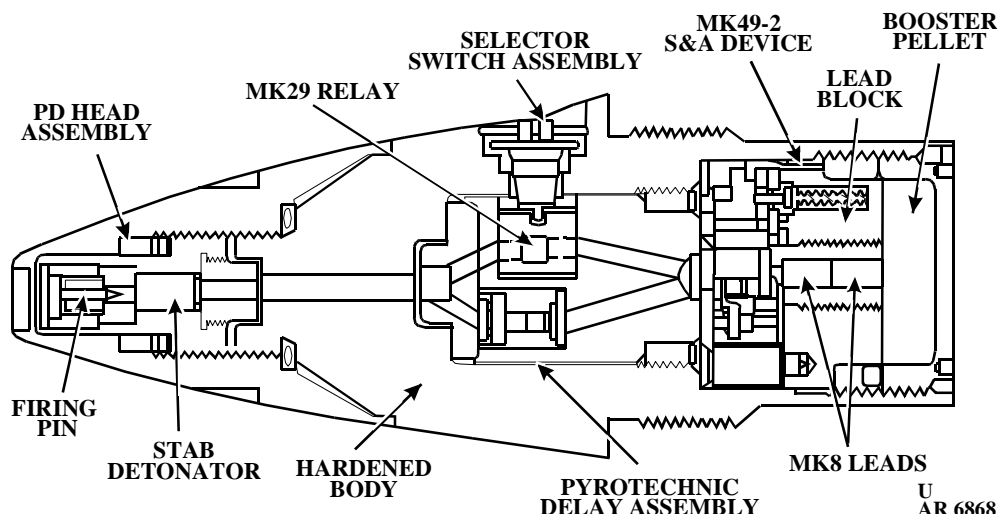 MK49-2
S&A DEVICE
BOOSTER
PELLET
SELECTOR
SWITCH ASSEMBLY
LEAD
BLOCK
MK29 RELAY
PD HEAD
ASSEMBLY
FIRING
PIN
STAB
DETONATOR
HARDENED
BODY
PYROTECHNIC
DELAY ASSEMBLY
MK8 LEADS
U
AR 6868